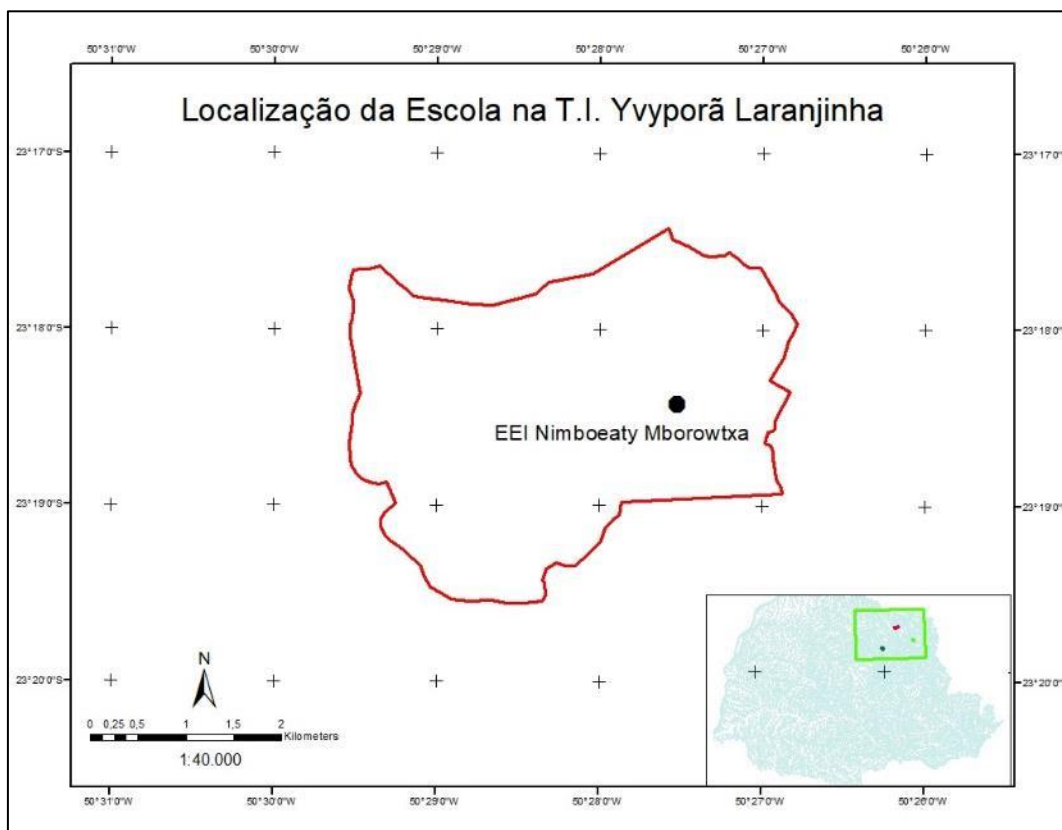 50°31'0"W 50°30'0"W 50°29'0"W 50°28'0"W 50°27'0"W 50°26'0"W
Localização da Escola na T.I. Yvyporã Laranjinha
23°17'0"S 23°17'0"S
23°18'0"S 23°18'0"S
EEI Nimboeaty Mborowtxa
23°19'0"S 23°19'0"S
23°20'0"S 23°20'0"S
N
0 0,25 0,5 1 1,5 2
Kilometers
1:40.000
50°31'0"W 50°30'0"W 50°29'0"W 50°28'0"W 50°27'0"W 50°26'0"W